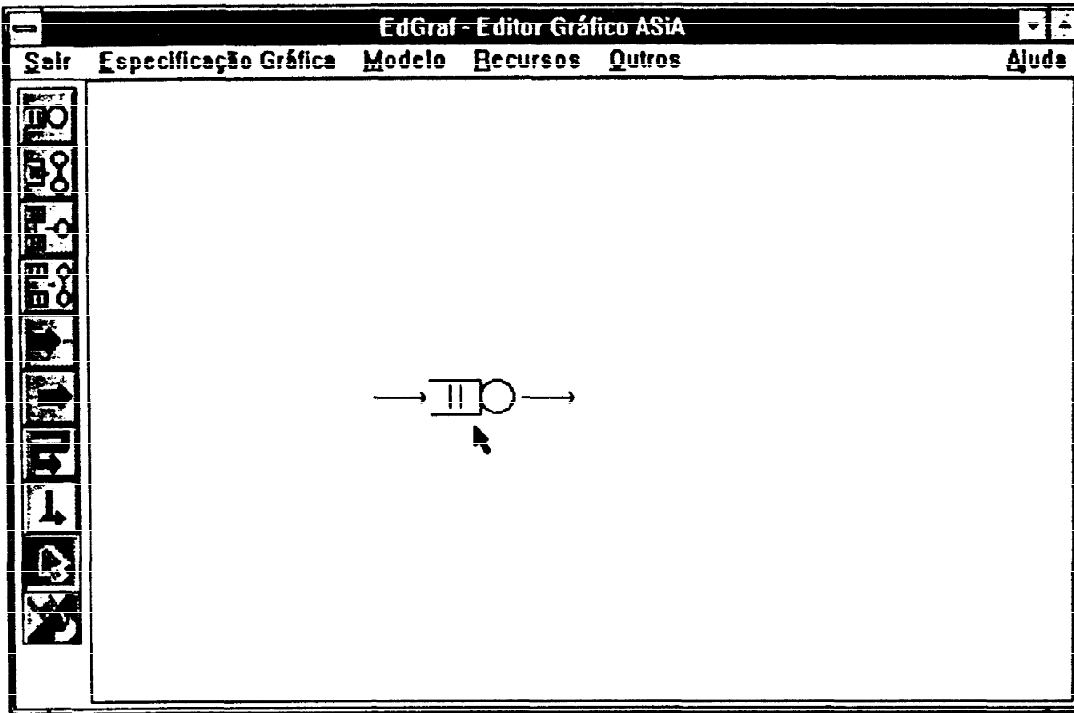 EdGraf - Editor Gráfico ASiA
Sair Especificação Gráfica Modelo Recursos Outros Ajuda